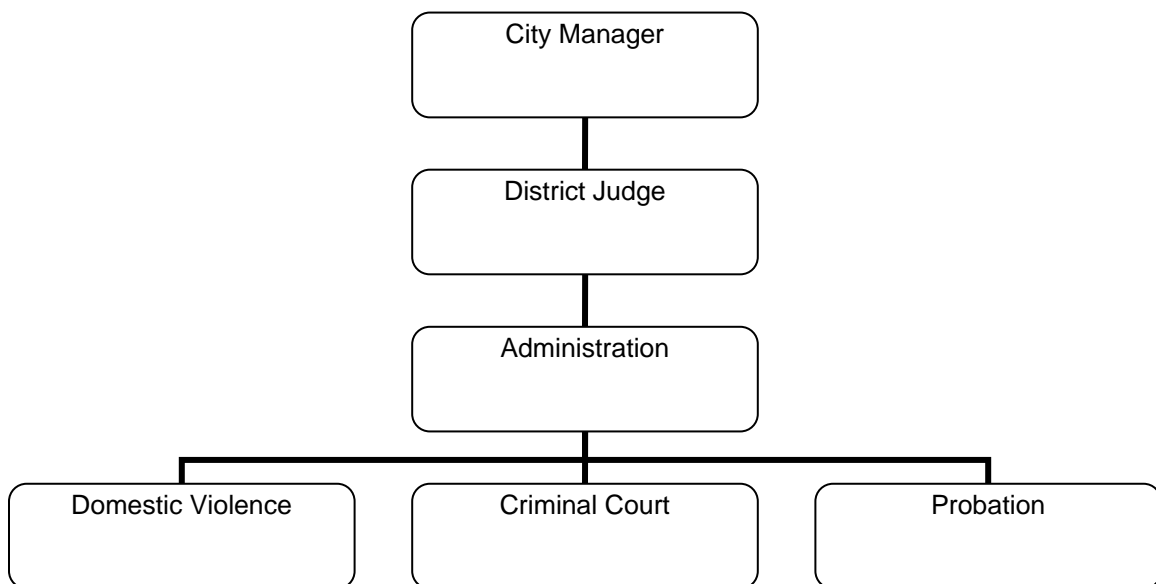 City Manager
District Judge
Administration
Domestic Violence
Criminal Court
Probation